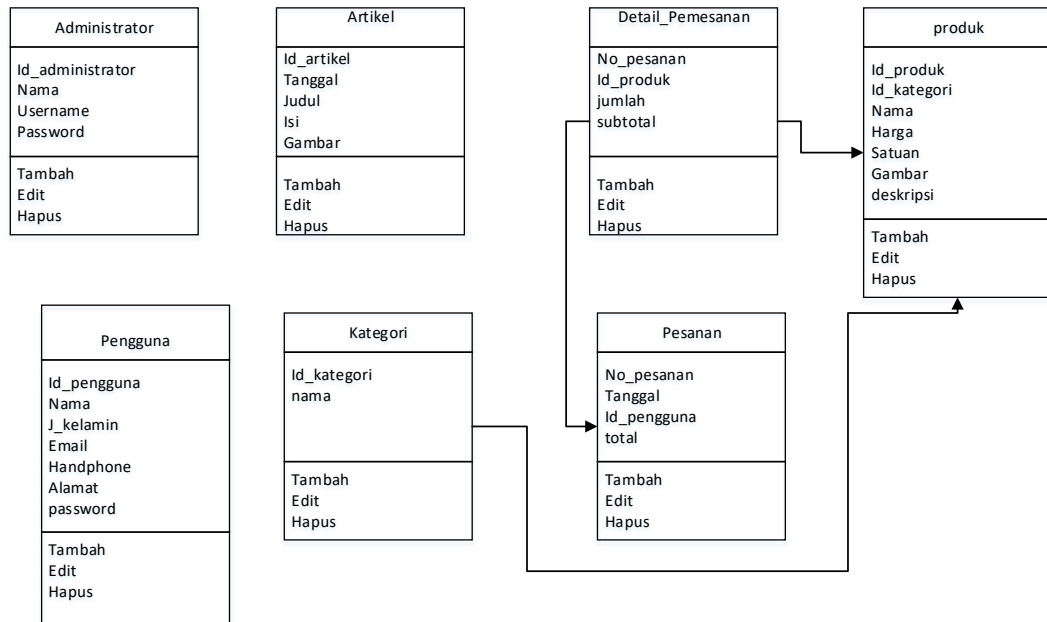 Administrator
Id_administrator
Nama
Username
Password
Tambah
Edit
Hapus
Artikel
Id_artikel
Tanggal
Judul
Isi
Gambar
Tambah
Edit
Hapus
Detail_Pemesanan
No_pesanan
Id_produk
jumlah
subtotal
Tambah
Edit
Hapus
produk
Id_produk
Id_kategori
Nama
Harga
Satuan
Gambar
deskripsi
Tambah
Edit
Hapus
Pengguna
Id_pengguna
Nama
J_kelamin
Email
Handphone
Alamat
password
Tambah
Edit
Hapus
Kategori
Id_kategori
nama
Tambah
Edit
Hapus
Pesanan
No_pesanan
Tanggal
Id_pengguna
total
Tambah
Edit
Hapus